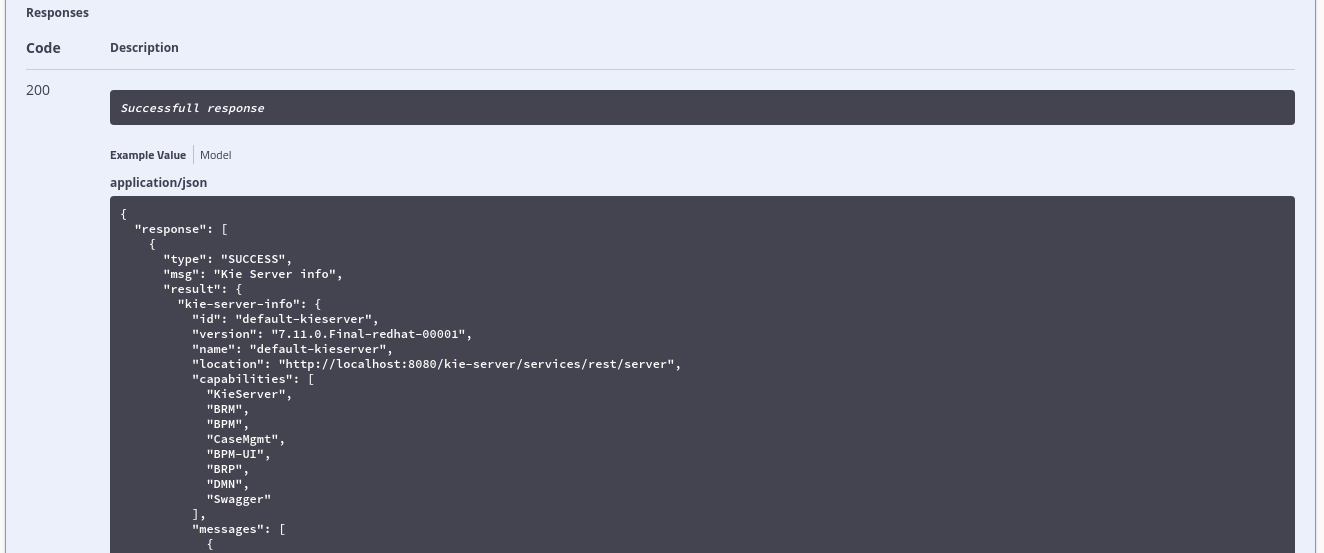 Responses
Code Description
200
Successfull response
Example Value Model
application/json
{
  "response": [
    {
      "type": "SUCCESS",
      "msg": "Kie Server info",
      "result": {
        "kie-server-info": {
          "id": "default-kieserver",
          "version": "7.11.0.Final-redhat-00001",
          "name": "default-kieserver",
          "location": "http://localhost:8080/kie-server/services/rest/server",
          "capabilities": [
            "KieServer",
            "BRM",
            "BPM",
            "CaseMgmt",
            "BPM-UI",
            "BRP",
            "DMN",
            "Swagger"
          ],
          "messages": [
            {